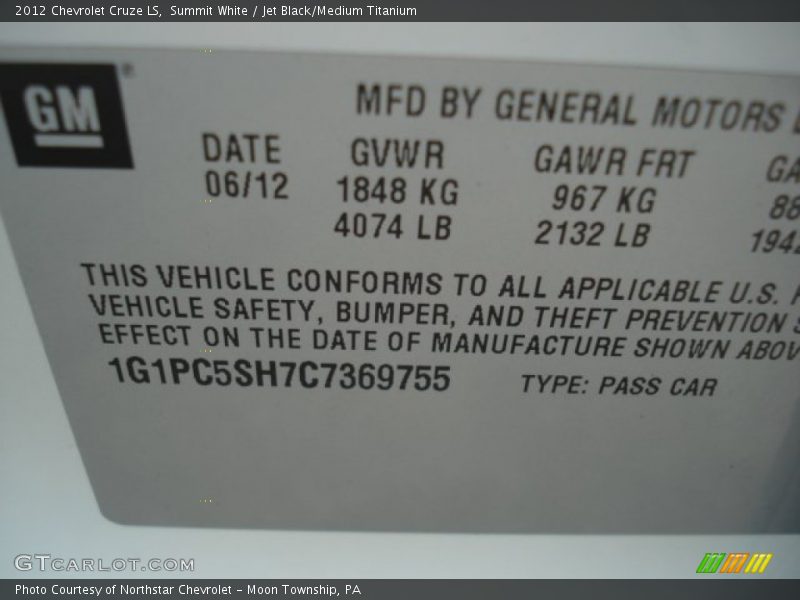 2012 Chevrolet Cruze LS, Summit White / Jet Black/Medium Titanium
GM
MFD BY GENERAL MOTORS
DATE GVWR GAWR FRT
06/12 1848 KG 967 KG
4074 LB 2132 LB
THIS VEHICLE CONFORMS TO ALL APPLICABLE U.S.
VEHICLE SAFETY, BUMPER, AND THEFT PREVENTION
EFFECT ON THE DATE OF MANUFACTURE SHOWN
1G1PC5SH7C7369755 TYPE: PASS CAR
GTCARLOT.COM
Photo Courtesy of Northstar Chevrolet - Moon Township, PA